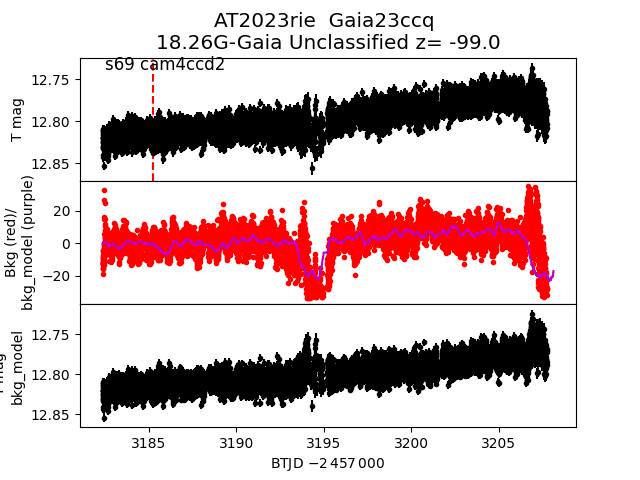 AT2023rie  Gaia23ccq
18.26G-Gaia Unclassified z= -99.0
s69 cam4ccd2
12.75
12.80
12.85
T mag
20
0
−20
Bkg (red)/
bkg_model (purple)
12.75
12.80
12.85
mag
bkg_model
3185
3190
3195
3200
3205
BTJD −2 457 000